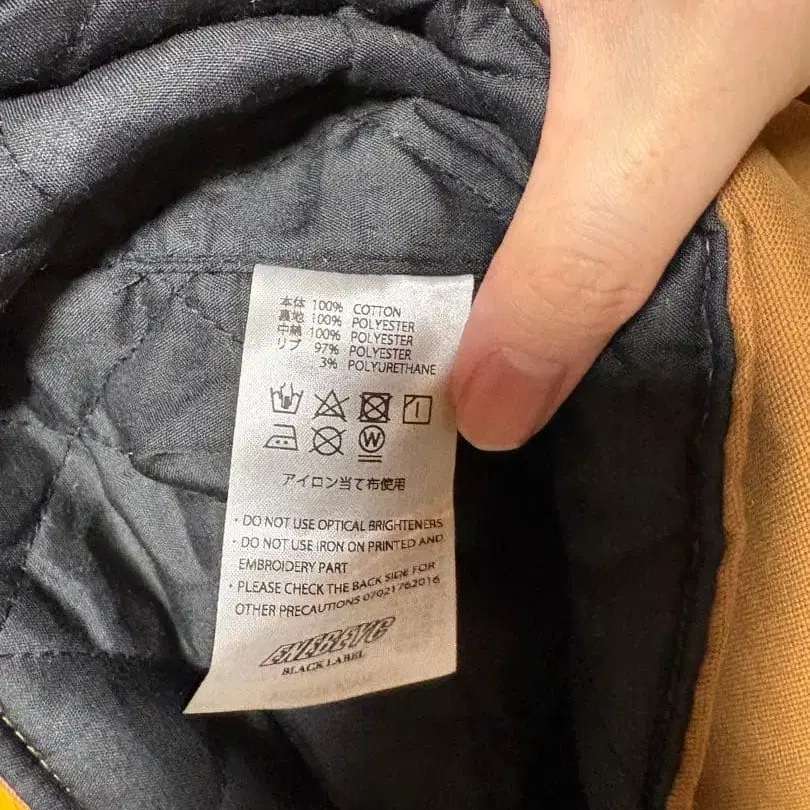 本体 100% COTTON
裏地 100% POLYESTER
中綿 100% POLYESTER
リブ 97% POLYESTER
3% POLYURETHANE
W
アイロン当て布使用
・DO NOT USE OPTICAL BRIGHTENERS
・DO NOT USE IRON ON PRINTED AND
EMBROIDERY PART
・PLEASE CHECK THE BACK SIDE FOR
OTHER PRECAUTIONS 07021762016
BLACK LABEL